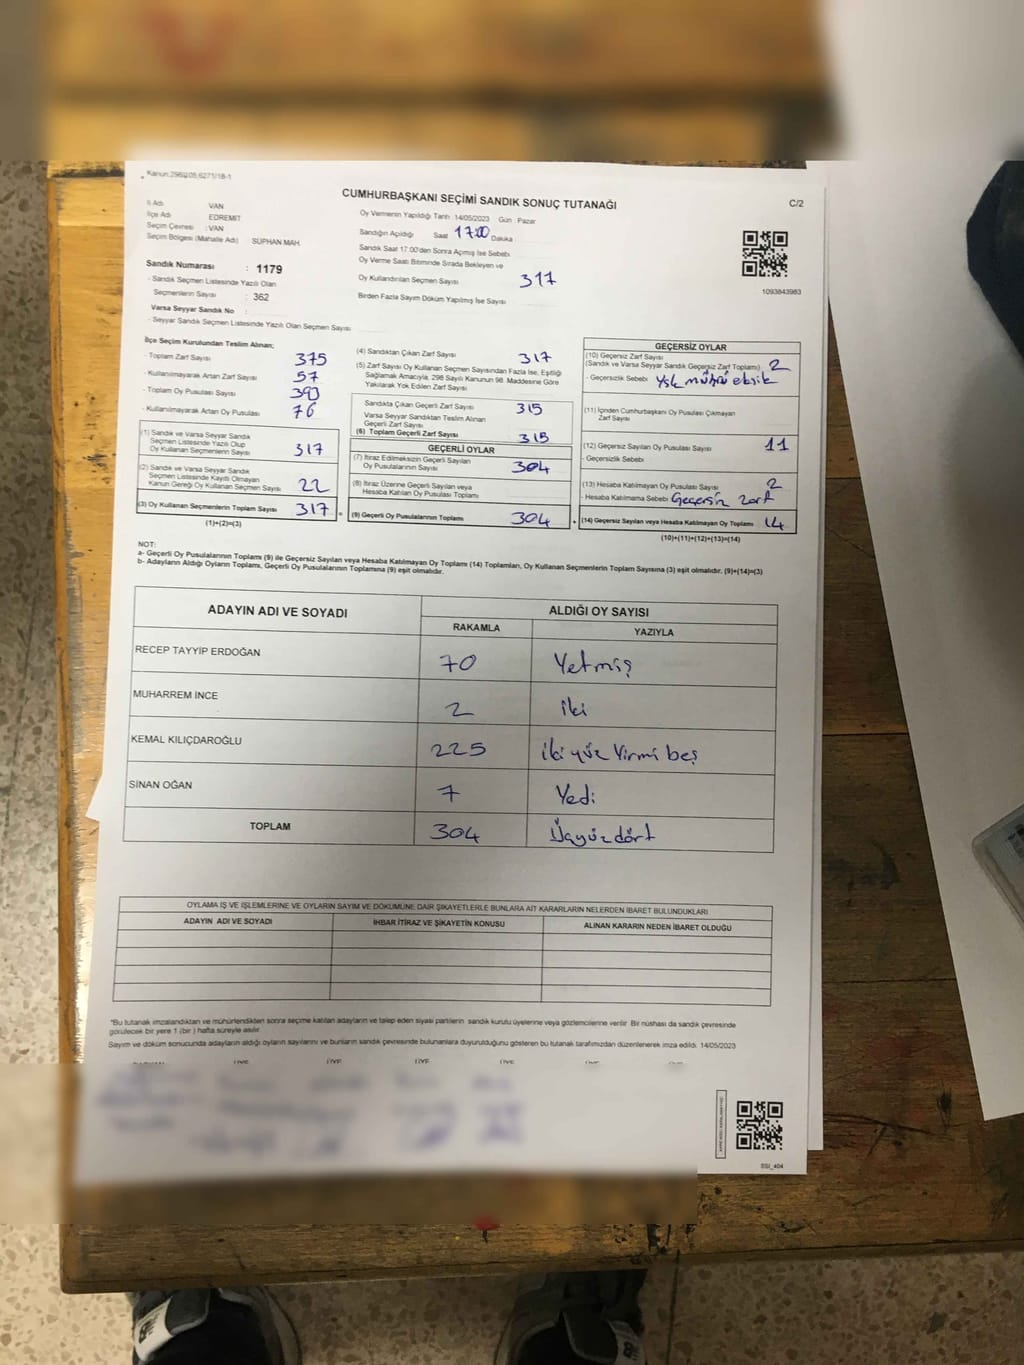 Kanun:298
CUMHURBAŞKANI SEÇİMİ SANDIK SONUÇ TUTANAĞI
C/2
İl Adı VAN
İlçe Adı EDREMIT
Seçim Çevresi : VAN
Seçim Bölgesi (Mahalle Adı) SÜPHAN MAH.
Sandık Numarası : 1179
- Sandık Seçmen Listesinde Yazılı Olan
Seçmenlerin Sayısı : 362
Varsa Seyyar Sandık No :
- Seyyar Sandık Seçmen Listesinde Yazılı Olan Seçmen Sayısı
Oy Vermenin Yapıldığı Tarih :14/05/2023 Gün : Pazar
Sandığın Açıldığı Saat 17:00 Dakika :
Sandık Saat 17:00'den Sonra Açılmış İse Sebebi
Oy Verme Saati Bitiminde Sırada Bekleyen ve
Oy Kullandırılan Seçmen Sayısı 317
Birden Fazla Sayım Döküm Yapılmış İse Sayısı
1093843983
İlçe Seçim Kurulundan Teslim Alınan;
- Toplam Zarf Sayısı 375
- Kullanılmayarak Artan Zarf Sayısı 57
- Toplam Oy Pusulası Sayısı
- Kullanılmayarak Artan Oy Pusulası 76
(1) Sandık ve Varsa Seyyar Sandık
Seçmen Listesinde Yazılı Olup
Oy Kullanan Seçmenlerin Sayısı 317
(2) Sandık ve Varsa Seyyar Sandık
Seçmen Listesinde Kayıtlı Olmayan
Kanun Gereği Oy Kullanan Seçmen Sayısı 22
(3) Oy Kullanan Seçmenlerin Toplam Sayısı 317
(1)+(2)=(3)
(4) Sandıktan Çıkan Zarf Sayısı 317
(5) Zarf Sayısı Oy Kullanan Seçmen Sayısından Fazla İse, Eşitliği
Sağlamak Amacıyla, 298 Sayılı Kanunun 98. Maddesine Göre
Yakılarak Yok Edilen Zarf Sayısı
Sandıkta Çıkan Geçerli Zarf Sayısı 315
Varsa Seyyar Sandıktan Teslim Alınan
Geçerli Zarf Sayısı
(6) Toplam Geçerli Zarf Sayısı 315
GEÇERLİ OYLAR
(7) İtiraz Edilmeksizin Geçerli Sayılan
Oy Pusulalarının Sayısı 304
(8) İtiraz Üzerine Geçerli Sayılan veya
Hesaba Katılan Oy Pusulası Toplamı
(9) Geçerli Oy Pusulalarının Toplamı 304
GEÇERSİZ OYLAR
(10) Geçersiz Zarf Sayısı
(Sandık ve Varsa Seyyar Sandık Geçersiz Zarf Toplamı) 2
- Geçersizlik Sebebi Ysk mührü eksik
(11) İçinden Cumhurbaşkanı Oy Pusulası Çıkmayan
Zarf Sayısı
(12) Geçersiz Sayılan Oy Pusulası Sayısı 11
- Geçersizlik Sebebi
(13) Hesaba Katılmayan Oy Pusulası Sayısı 2
- Hesaba Katılmama Sebebi Geçersiz zarf
(14) Geçersiz Sayılan veya Hesaba Katılmayan Oy Toplamı 14
(10)+(11)+(12)+(13)=(14)
NOT:
a- Geçerli Oy Pusulalarının Toplamı (9) ile Geçersiz Sayılan veya Hesaba Katılmayan Oy Toplamı (14) Toplamları, Oy Kullanan Seçmenlerin Toplam Sayısına (3) eşit olmalıdır. (9)+(14)=(3)
b- Adayların Aldığı Oyların Toplamı, Geçerli Oy Pusulalarının Toplamına (9) eşit olmalıdır.
ADAYIN ADI VE SOYADI ALDIĞI OY SAYISI
RAKAMLA YAZIYLA
RECEP TAYYİP ERDOĞAN 70 Yetmiş
MUHARREM İNCE 2 iki
KEMAL KILIÇDAROĞLU 225 iki yüz Yirmi beş
SİNAN OĞAN 7 Yedi
TOPLAM 304 Üçyüzdört
OYLAMA İŞ VE İŞLEMLERİNE VE OYLARIN SAYIM VE DÖKÜMÜNE DAİR ŞİKAYETLERLE BUNLARA AİT KARARLARIN NELERDEN İBARET BULUNDUKLARI
ADAYIN ADI VE SOYADI İHBAR İTİRAZ VE ŞİKAYETİN KONUSU ALINAN KARARIN NEDEN İBARET OLDUĞU
*Bu tutanak imzalandıktan ve mühürlendikten sonra seçime katılan adayların ve talep eden siyasi partilerin sandık kurulu üyelerine veya gözlemcilerine verilir. Bir nüshası da sandık çevresinde
görülecek bir yere 1 (bir ) hafta süreyle asılır.
Sayım ve döküm sonucunda adayların aldığı oyların sayılarını ve bunların sandık çevresinde bulunanlara duyurulduğunu gösteren bu tutanak tarafımızdan düzenlenerek imza edildi. 14/05/2023
ÜYE ÜYE ÜYE ÜYE
SSI_404